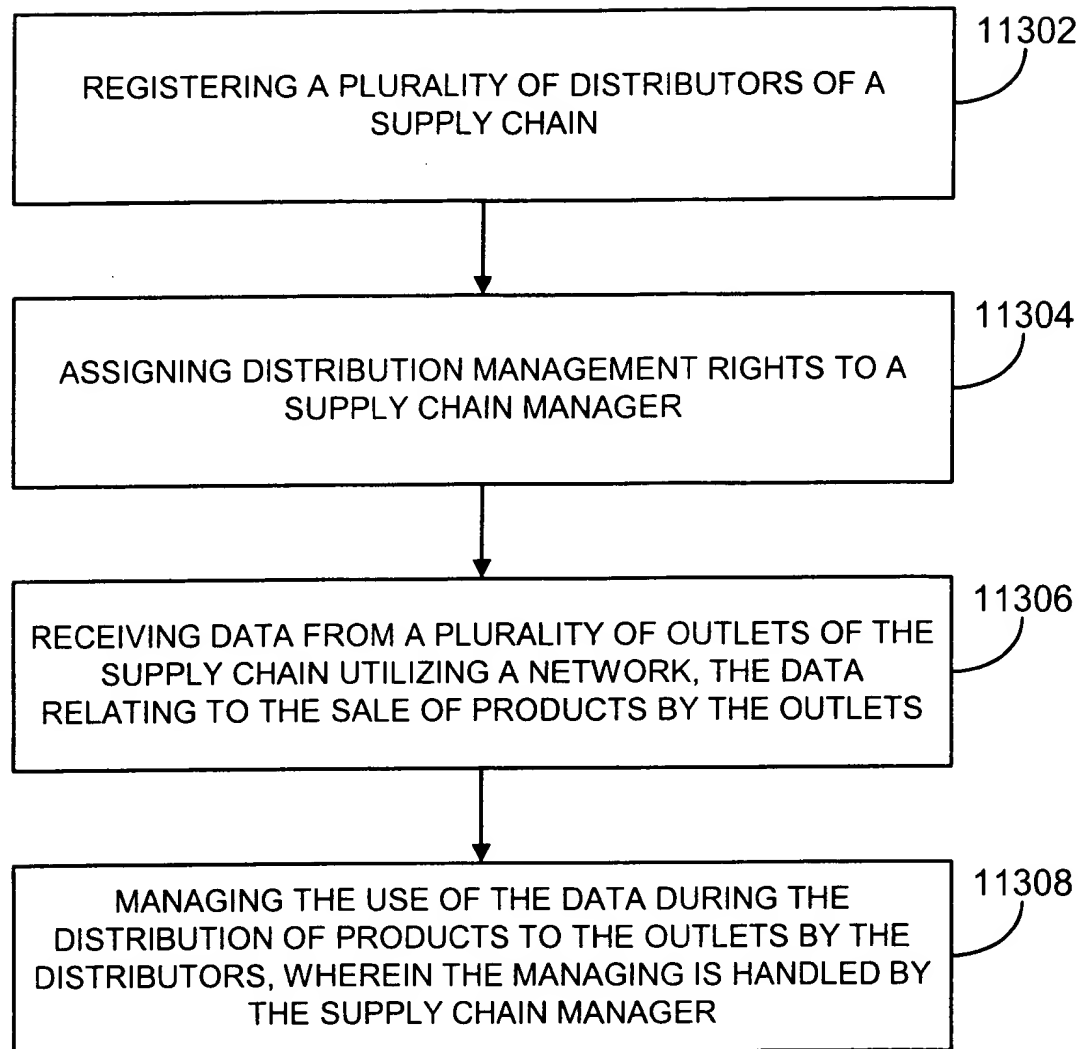 11302
REGISTERING A PLURALITY OF DISTRIBUTORS OF A
SUPPLY CHAIN
11304
ASSIGNING DISTRIBUTION MANAGEMENT RIGHTS TO A
SUPPLY CHAIN MANAGER
11306
RECEIVING DATA FROM A PLURALITY OF OUTLETS OF THE
SUPPLY CHAIN UTILIZING A NETWORK, THE DATA
RELATING TO THE SALE OF PRODUCTS BY THE OUTLETS
11308
MANAGING THE USE OF THE DATA DURING THE
DISTRIBUTION OF PRODUCTS TO THE OUTLETS BY THE
DISTRIBUTORS, WHEREIN THE MANAGING IS HANDLED BY
THE SUPPLY CHAIN MANAGER